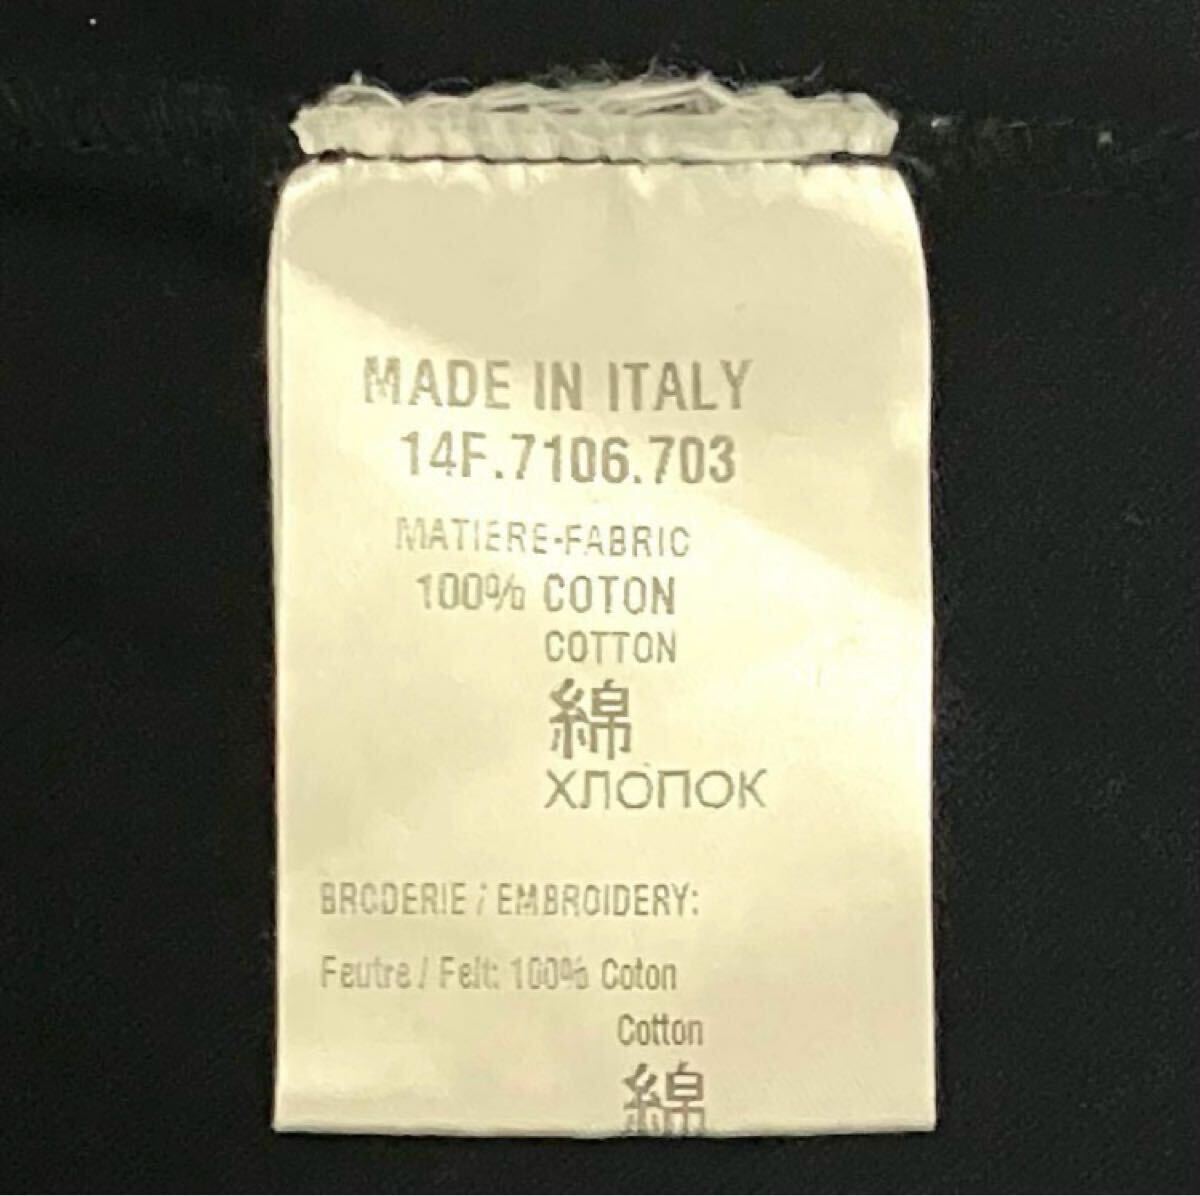 MADE IN ITALY
14F.7106.703
MATIERE-FABRIC
100% COTON
COTTON
綿
ХЛОПОК
BRODERIE / EMBROIDERY:
Feutre / Felt: 100% Coton
Cotton
綿